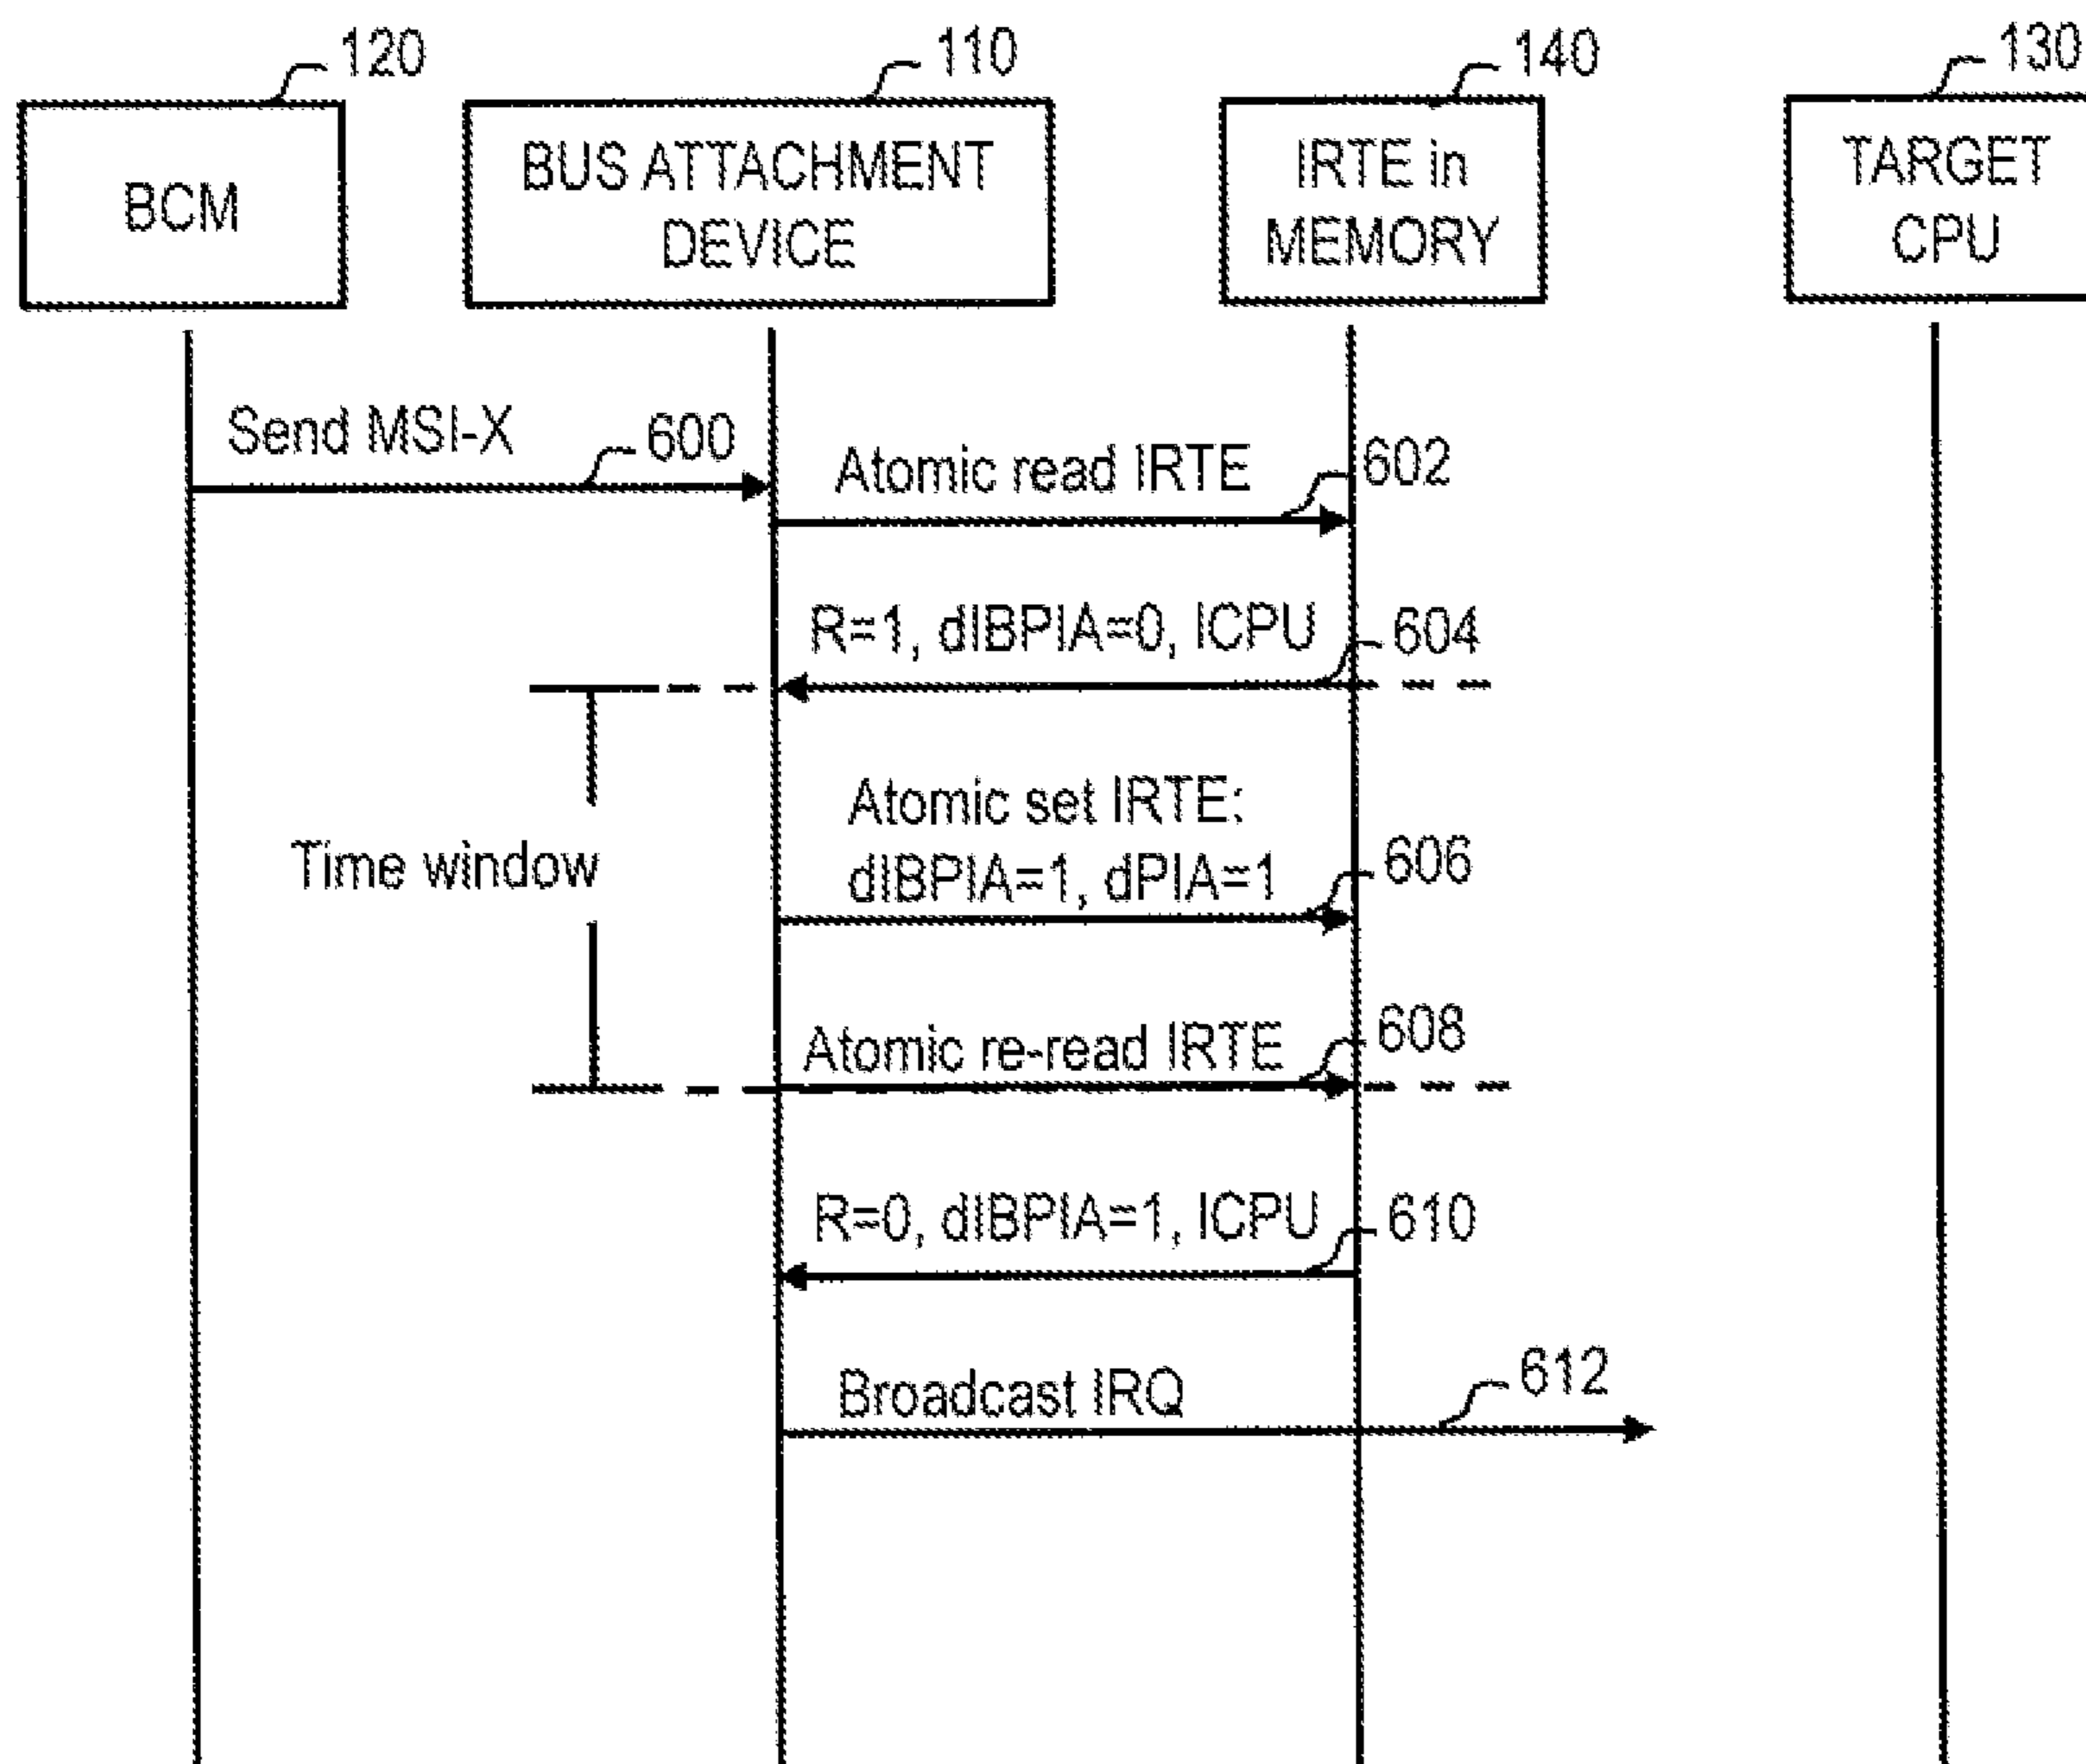 120
110
140
130
BCM
BUS ATTACHMENT
DEVICE
IRTE in
MEMORY
TARGET
CPU
Send MSI-X
600
Atomic read IRTE
602
R=1, dIBPIA=0, ICPU
604
Atomic set IRTE:
dIBPIA=1, dPIA=1
606
Time window
Atomic re-read IRTE
608
R=0, dIBPIA=1, ICPU
610
Broadcast IRQ
612